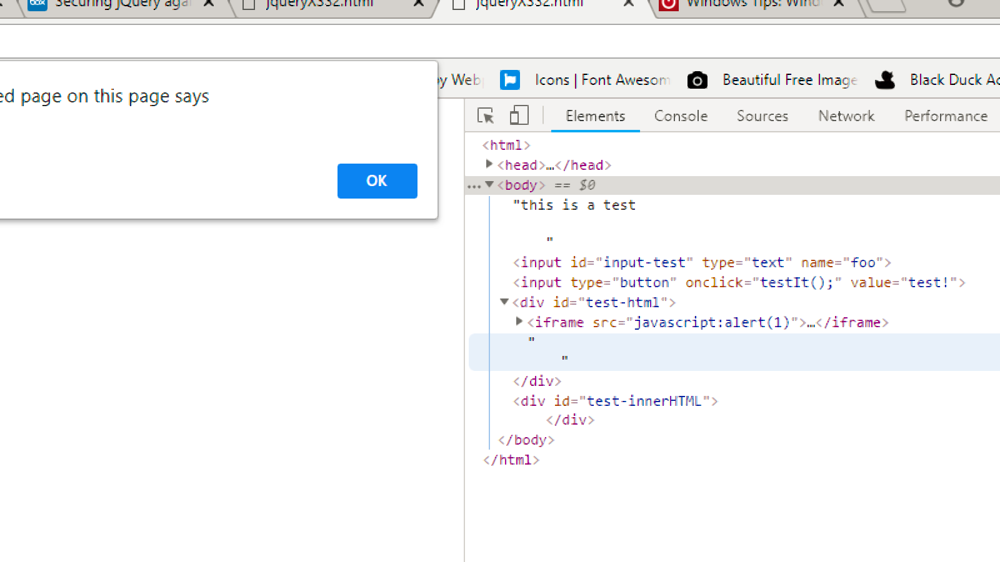 Securing jQuery agai
jqueryX332.html
jqueryX332.html
Windows Tips: Wind
by Webp
Icons | Font Awesom
Beautiful Free Image
Black Duck Ac
ed page on this page says
OK
Elements Console Sources Network Performance
<html>
<head>…</head>
… <body> == $0
"this is a test
"
<input id="input-test" type="text" name="foo">
<input type="button" onclick="testIt();" value="test!">
<div id="test-html">
<iframe src="javascript:alert(1)">…</iframe>
"
"
</div>
<div id="test-innerHTML">
</div>
</body>
</html>